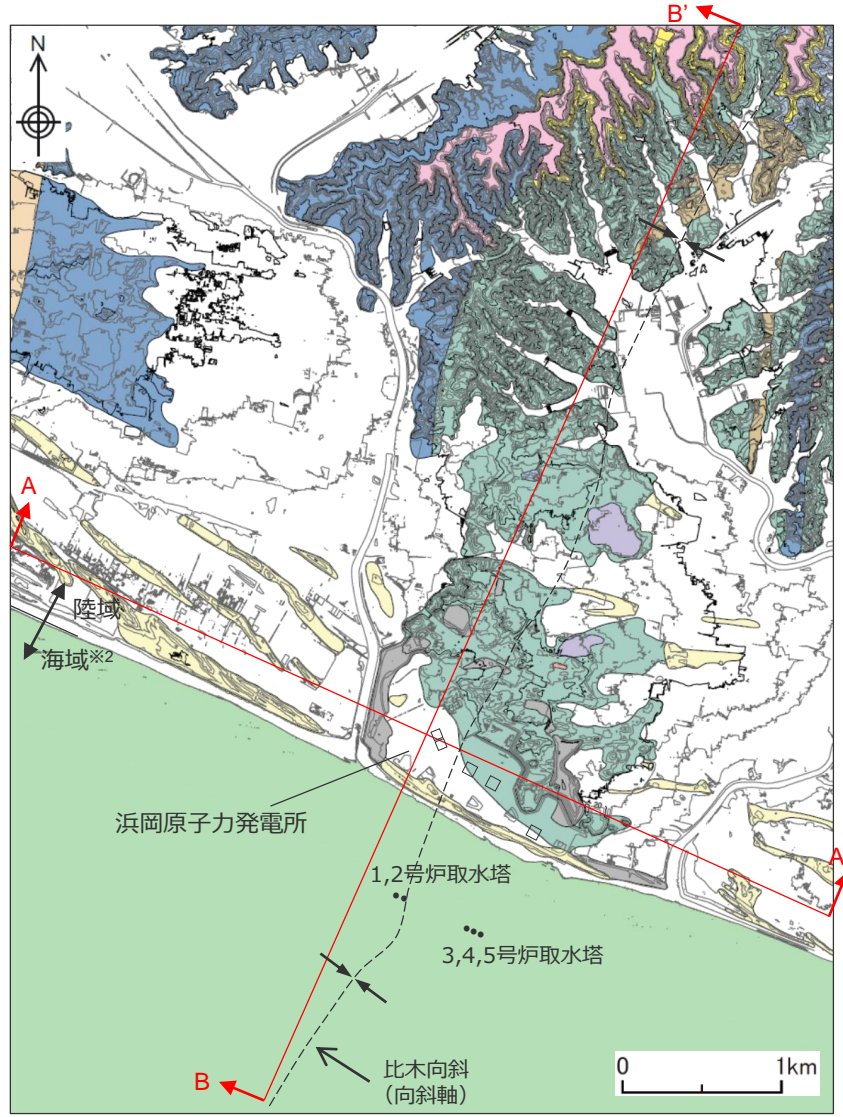 B’
N
A
陸域
海域※2
浜岡原子力発電所
1,2号炉取水塔
A
3,4,5号炉取水塔
比木向斜
（向斜軸）
B
0 1km